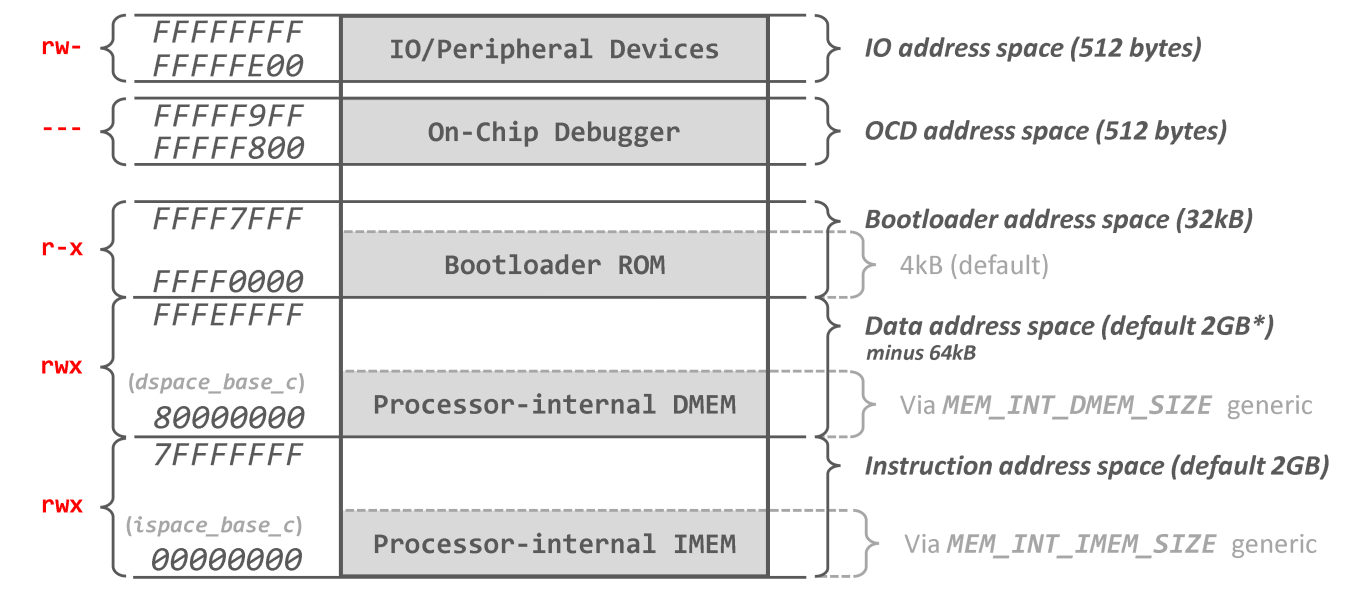 rw-
FFFFFFFF
FFFFFE00
IO/Peripheral Devices
IO address space (512 bytes)
---
FFFFF9FF
FFFFF800
On-Chip Debugger
OCD address space (512 bytes)
r-x
FFFF7FFF
FFFF0000
Bootloader ROM
Bootloader address space (32kB)
4kB (default)
rwx
FFFEFFFF
(dspace_base_c)
80000000
Processor-internal DMEM
Data address space (default 2GB*)
minus 64kB
Via MEM_INT_DMEM_SIZE generic
rwx
7FFFFFFF
(ispace_base_c)
00000000
Processor-internal IMEM
Instruction address space (default 2GB)
Via MEM_INT_IMEM_SIZE generic